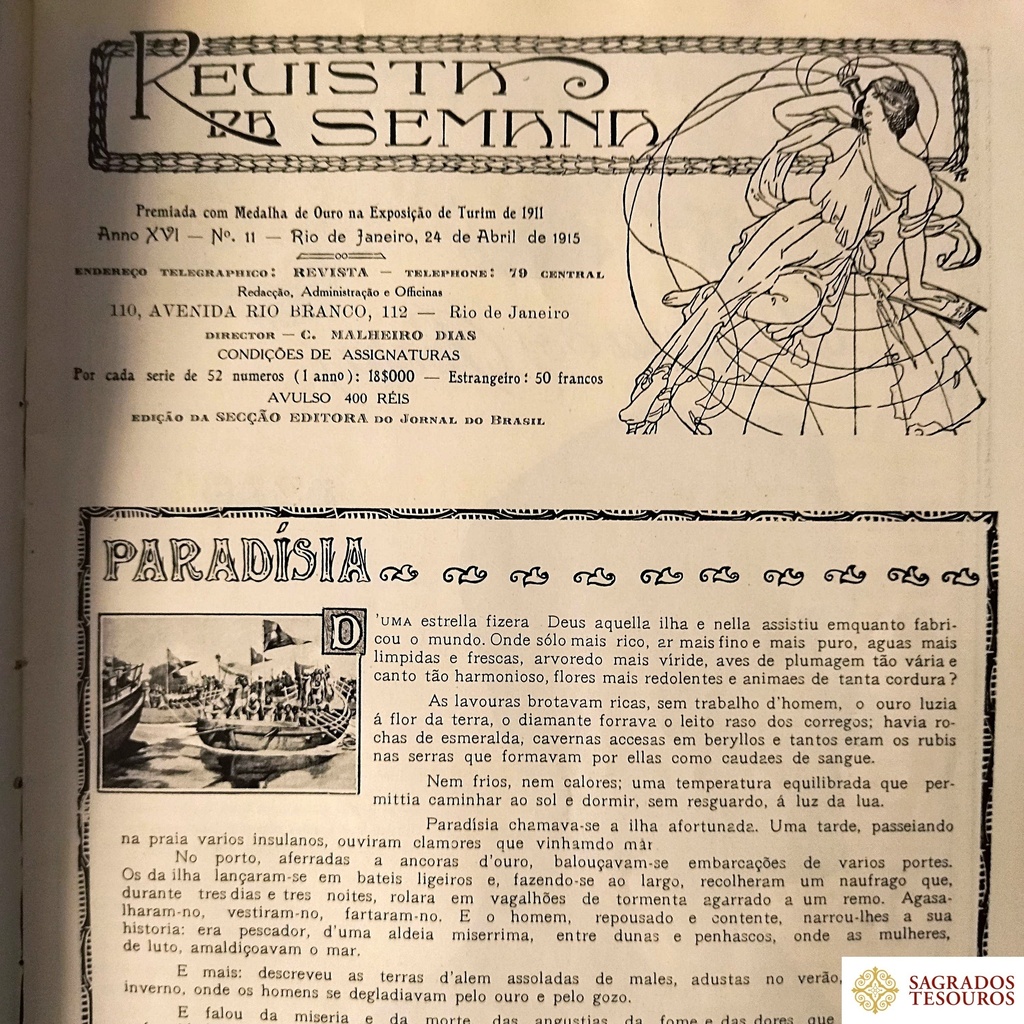 REVISTA
DA SEMANA
Premiada com Medalha de Ouro na Exposição de Turim de 1911
Anno XVI — Nº. 11 — Rio de Janeiro, 24 de Abril de 1915
ENDEREÇO TELEGRAPHICO: REVISTA — TELEPHONE: 79 CENTRAL
Redacção, Administração e Officinas
110, AVENIDA RIO BRANCO, 112 — Rio de Janeiro
DIRECTOR — C. MALHEIRO DIAS
CONDIÇÕES DE ASSIGNATURAS
Por cada serie de 52 numeros (1 anno): 18$000 — Estrangeiro: 50 francos
AVULSO 400 RÉIS
EDIÇÃO DA SECÇÃO EDITORA DO JORNAL DO BRASIL
PARADÍSIA
D'UMA estrella fizera Deus aquella ilha e nella assistiu emquanto fabri-
cou o mundo. Onde sólo mais rico, ar mais fino e mais puro, aguas mais
limpidas e frescas, arvoredo mais víride, aves de plumagem tão vária e
canto tão harmonioso, flores mais redolentes e animaes de tanta cordura?
As lavouras brotavam ricas, sem trabalho d'homem, o ouro luzia
á flor da terra, o diamante forrava o leito raso dos corregos; havia ro-
chas de esmeralda, cavernas accesas em beryllos e tantos eram os rubis
nas serras que formavam por ellas como caudaes de sangue.
Nem frios, nem calores; uma temperatura equilibrada que per-
mittia caminhar ao sol e dormir, sem resguardo, á luz da lua.
Paradísia chamava-se a ilha afortunada. Uma tarde, passeiando
na praia varios insulanos, ouviram clamores que vinham do mar
No porto, aferradas a ancoras d'ouro, balouçavam-se embarcações de varios portes.
Os da ilha lançaram-se em bateis ligeiros e, fazendo-se ao largo, recolheram um naufrago que,
durante tres dias e tres noites, rolara em vagalhões de tormenta agarrado a um remo. Agasa-
lharam-no, vestiram-no, fartaram-no. E o homem, repousado e contente, narrou-lhes a sua
historia: era pescador, d'uma aldeia miserrima, entre dunas e penhascos, onde as mulheres,
de luto, amaldiçoavam o mar.
E mais: descreveu as terras d'alem assoladas de males, adustas no verão,
inverno, onde os homens se degladiavam pelo ouro e pelo gozo.
E falou da miseria e da morte, das angustias da fome e das dores que
SAGRADOS
TESOUROS